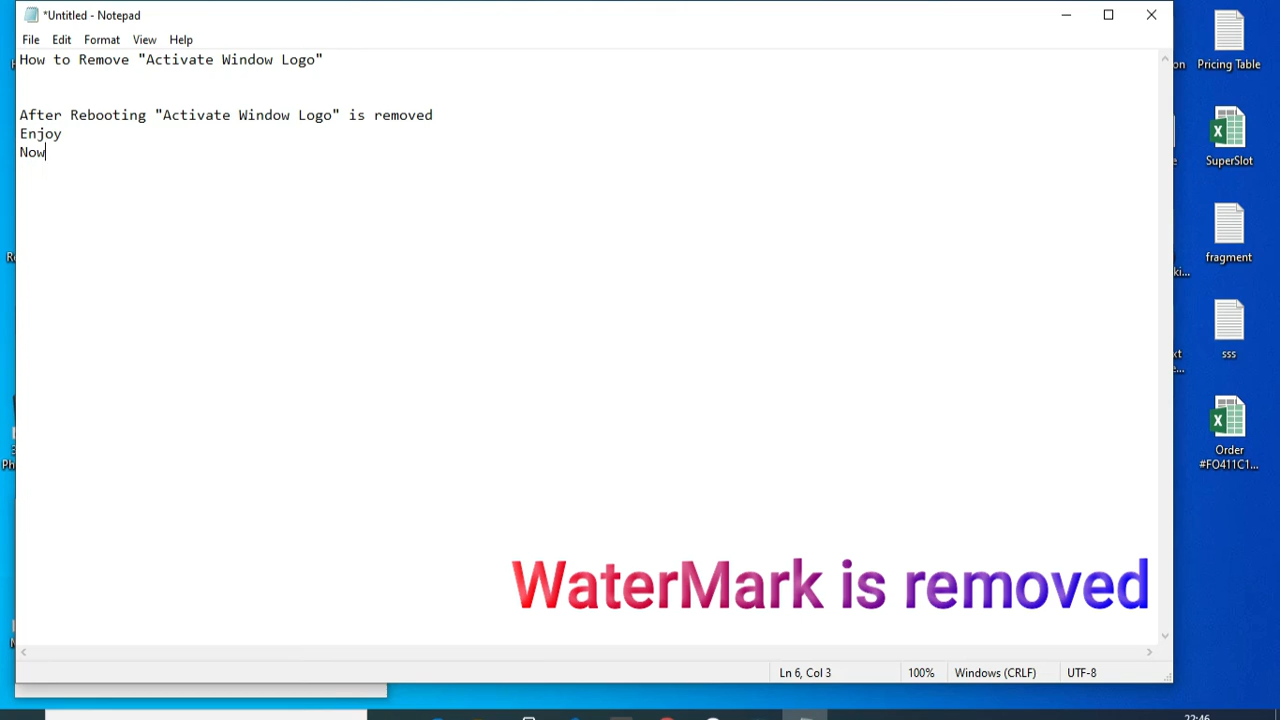 *Untitled - Notepad
File Edit Format View Help
How to Remove "Activate Window Logo"
After Rebooting "Activate Window Logo" is removed
Enjoy
Now
WaterMark is removed
Ln 6, Col 3 100% Windows (CRLF) UTF-8
Pricing Table
SuperSlot
fragment
sss
Order
#FO411C1...
22:46